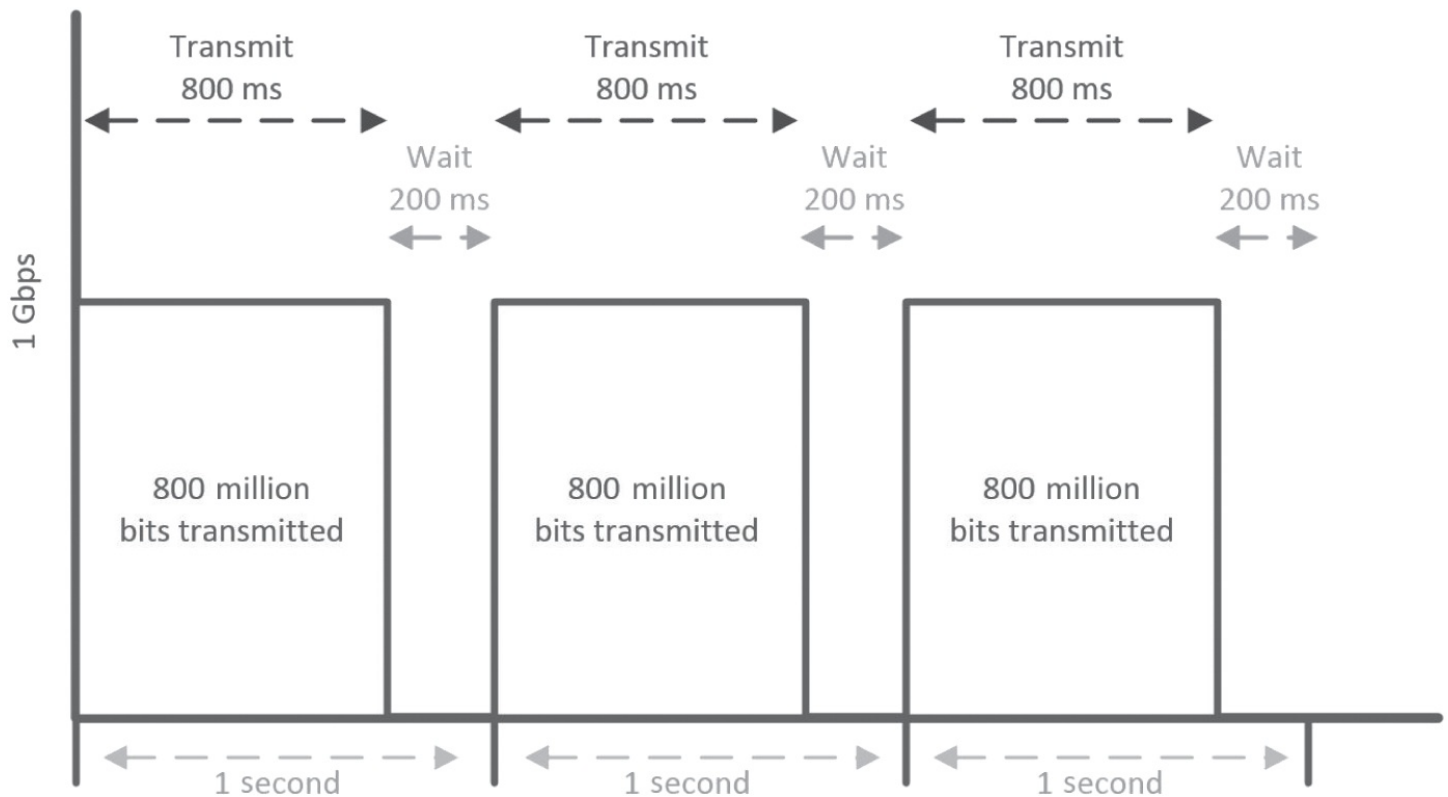 Transmit
800 ms
Transmit
800 ms
Transmit
800 ms
Wait
200 ms
Wait
200 ms
Wait
200 ms
1 Gbps
800 million
bits transmitted
800 million
bits transmitted
800 million
bits transmitted
1 second
1 second
1 second